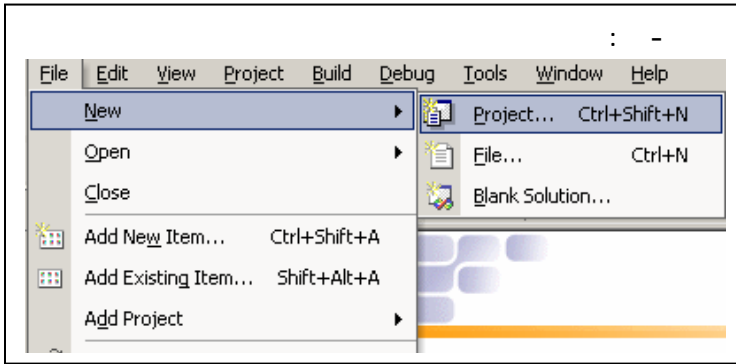 : -
File Edit View Project Build Debug Tools Window Help
New
Project... Ctrl+Shift+N
Open
File... Ctrl+N
Close
Blank Solution...
Add New Item... Ctrl+Shift+A
Add Existing Item... Shift+Alt+A
Add Project